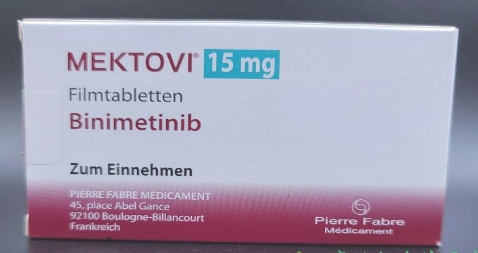 MEKTOVI® 15 mg
Filmtabletten
Binimetinib
Zum Einnehmen
PIERRE FABRE MEDICAMENT
45, place Abel Gance
92100 Boulogne-Billancourt
Frankreich
Pierre Fabre
Médicament